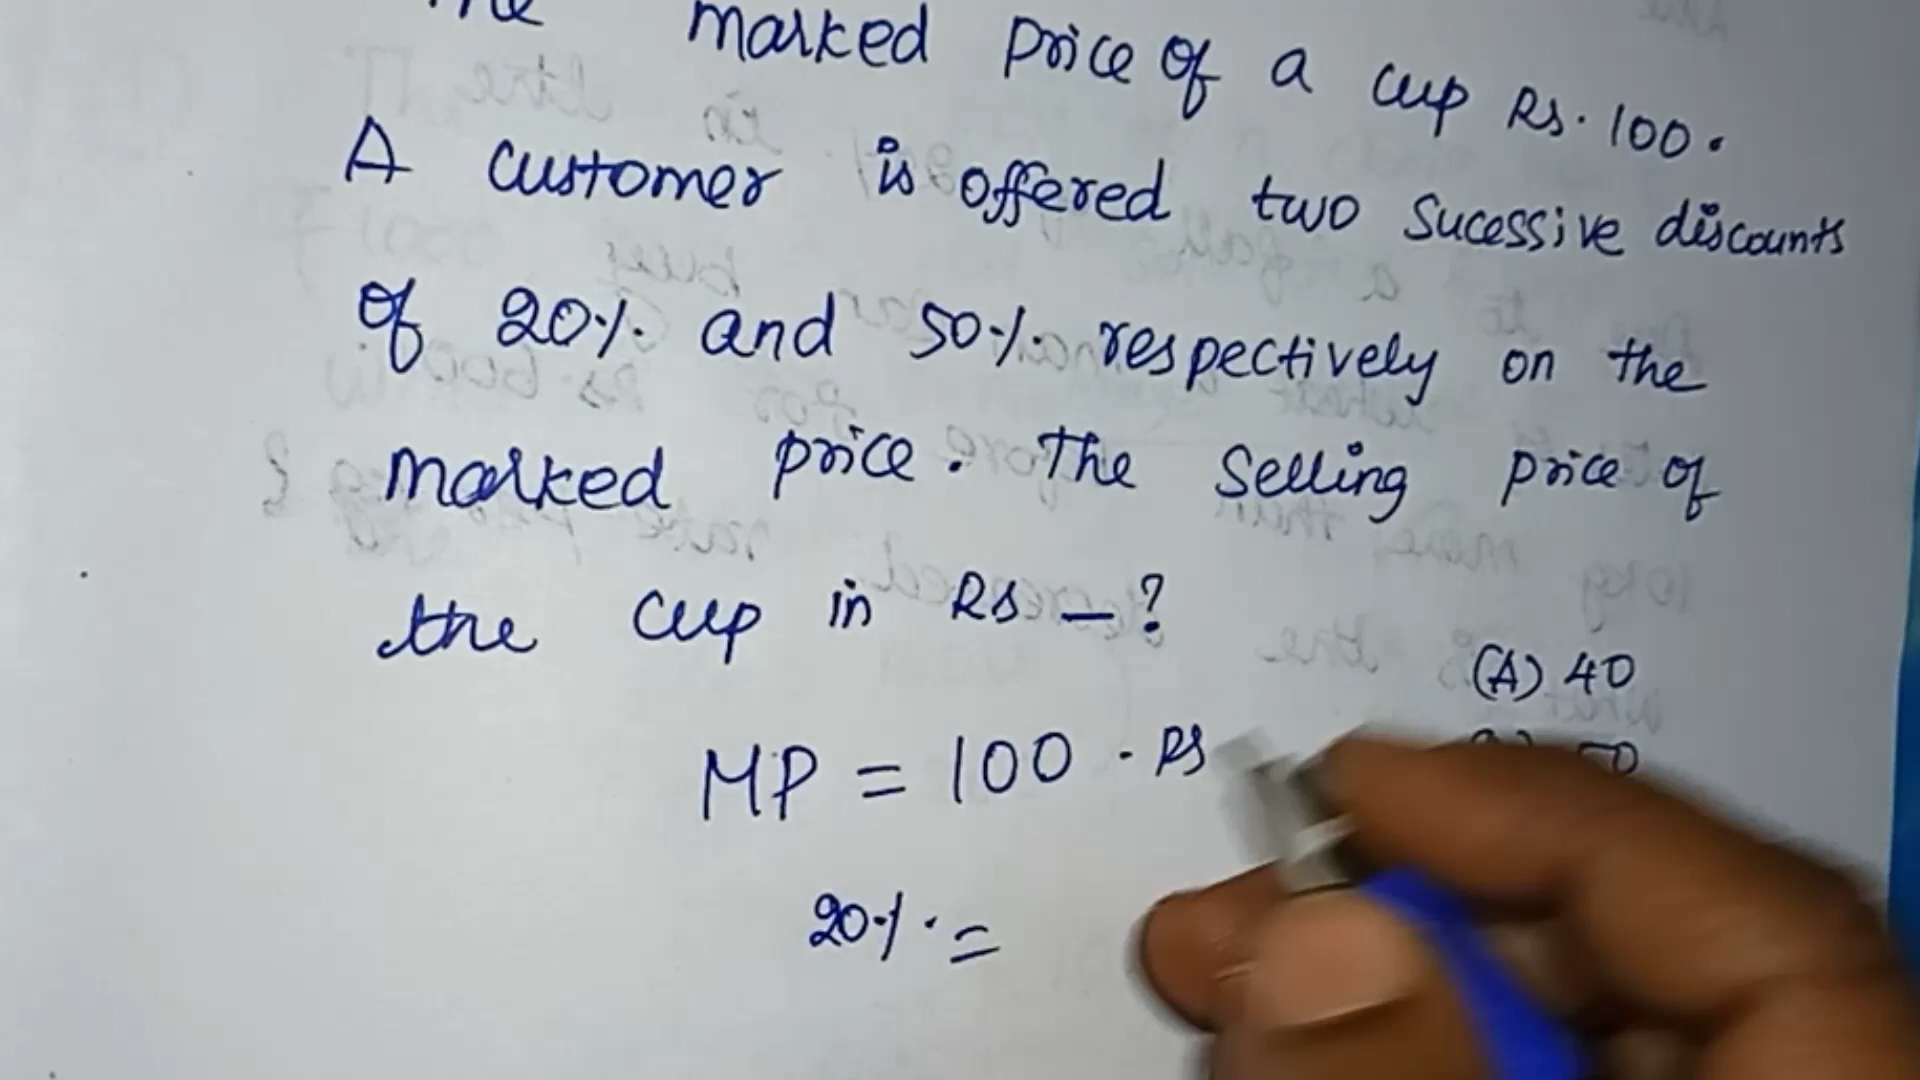 marked price of a cup Rs. 100.
A customer is offered two sucessive discounts
of 20% and 50% respectively on the
marked price. The selling price of
the cup in Rs — ?
(A) 40
MP = 100 . Rs
20% =